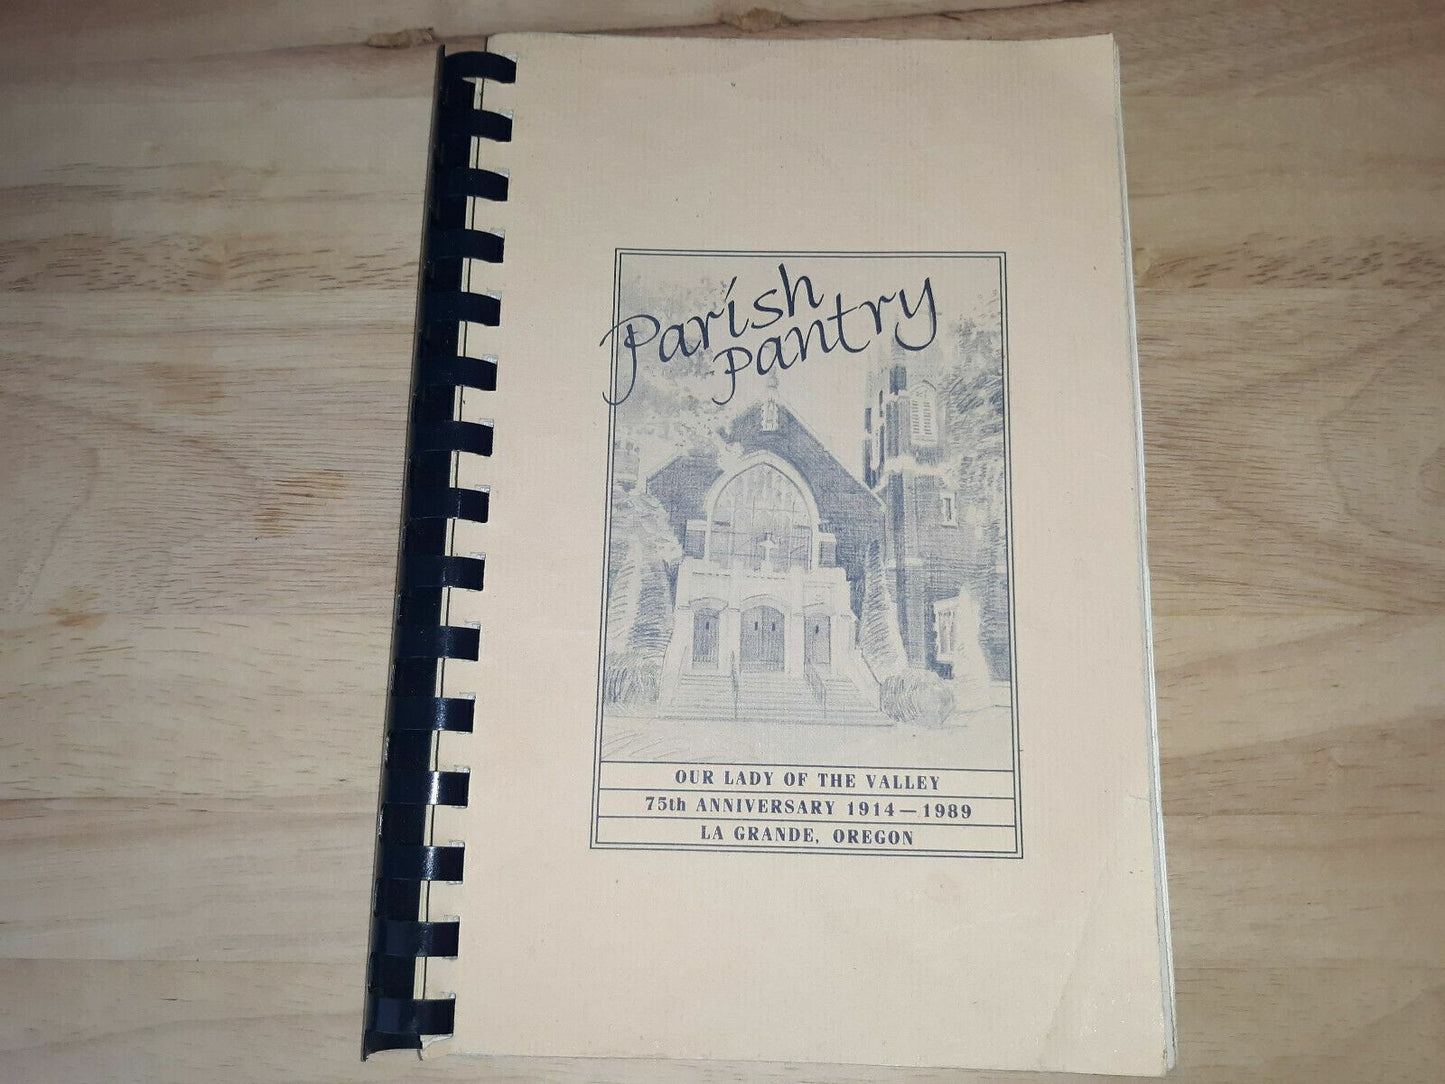 Parish
Pantry
OUR LADY OF THE VALLEY
75th ANNIVERSARY 1914—1989
LA GRANDE, OREGON